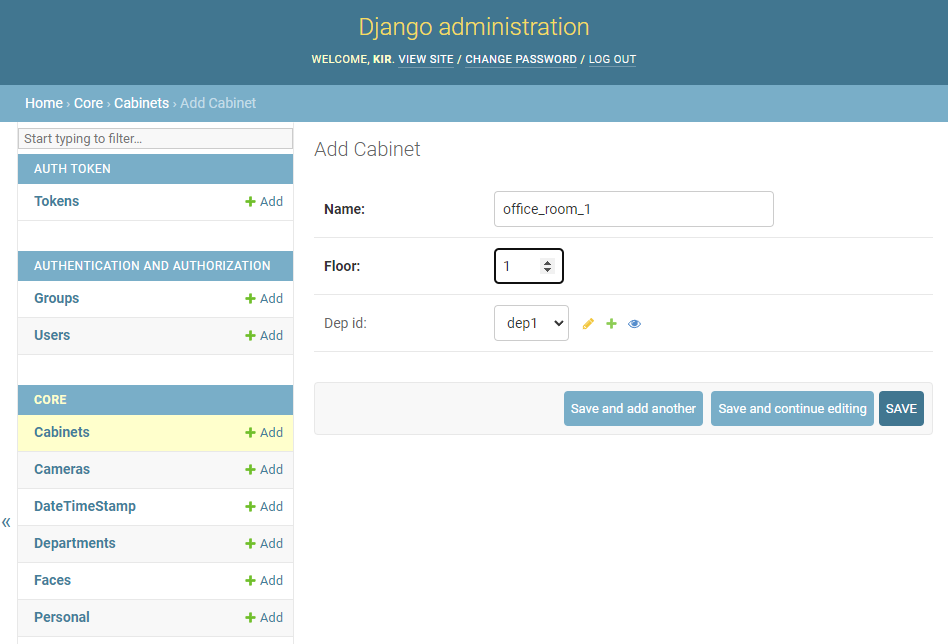 Django administration
WELCOME, KIR. VIEW SITE / CHANGE PASSWORD / LOG OUT
Home › Core › Cabinets › Add Cabinet
Start typing to filter...
AUTH TOKEN
Tokens + Add
AUTHENTICATION AND AUTHORIZATION
Groups + Add
Users + Add
CORE
Cabinets + Add
Cameras + Add
DateTimeStamp + Add
Departments + Add
Faces + Add
Personal + Add
«
Add Cabinet
Name: office_room_1
Floor: 1
Dep id: dep1
Save and add another Save and continue editing SAVE